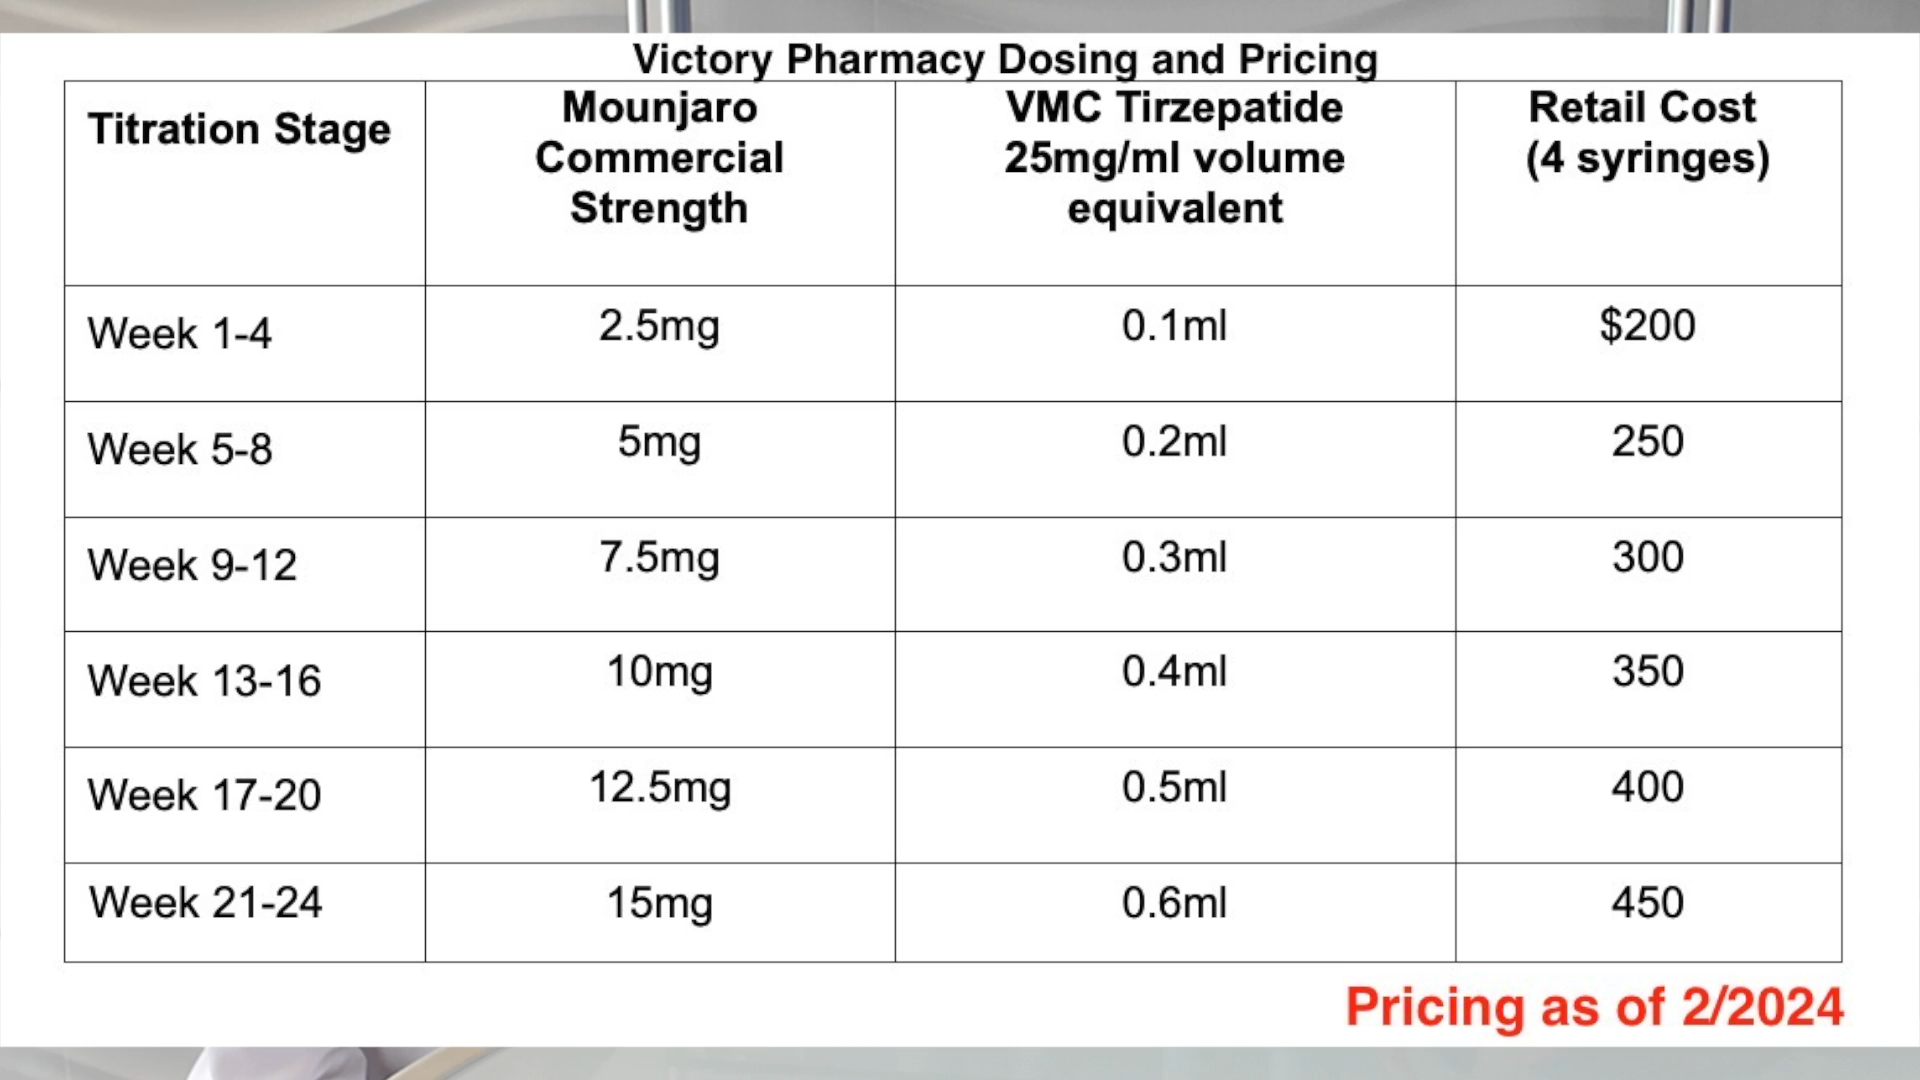 Victory Pharmacy Dosing and Pricing
Titration Stage
Mounjaro
Commercial
Strength
VMC Tirzepatide
25mg/ml volume
equivalent
Retail Cost
(4 syringes)
Week 1-4
2.5mg
0.1ml
$200
Week 5-8
5mg
0.2ml
250
Week 9-12
7.5mg
0.3ml
300
Week 13-16
10mg
0.4ml
350
Week 17-20
12.5mg
0.5ml
400
Week 21-24
15mg
0.6ml
450
Pricing as of 2/2024